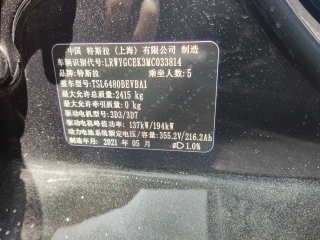 中国 特斯拉（上海）有限公司 制造
车辆识别代号:LRWYGCEK3MC033814
品牌:特斯拉 乘坐人数:5
整车型号:TSL6480BEVBA1
最大允许总质量:2415 kg
最大允许牵引总质量:0 kg
驱动电机型号:3D3/3D7
驱动电机峰值功率:137kW/194kW
动力电池系统额定电压/容量:355.2V/216.2Ah
制造年月:2021 年 05 月 1.0%